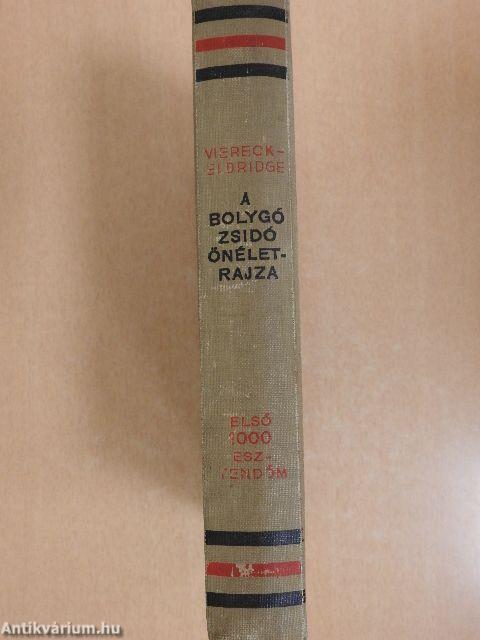 VIERECK-
ELDRIDGE
A
BOLYGÓ
ZSIDÓ
ÖNÉLET-
RAJZA
ELSŐ
1000
ESZ-
TENDŐM
Antikvárium.hu